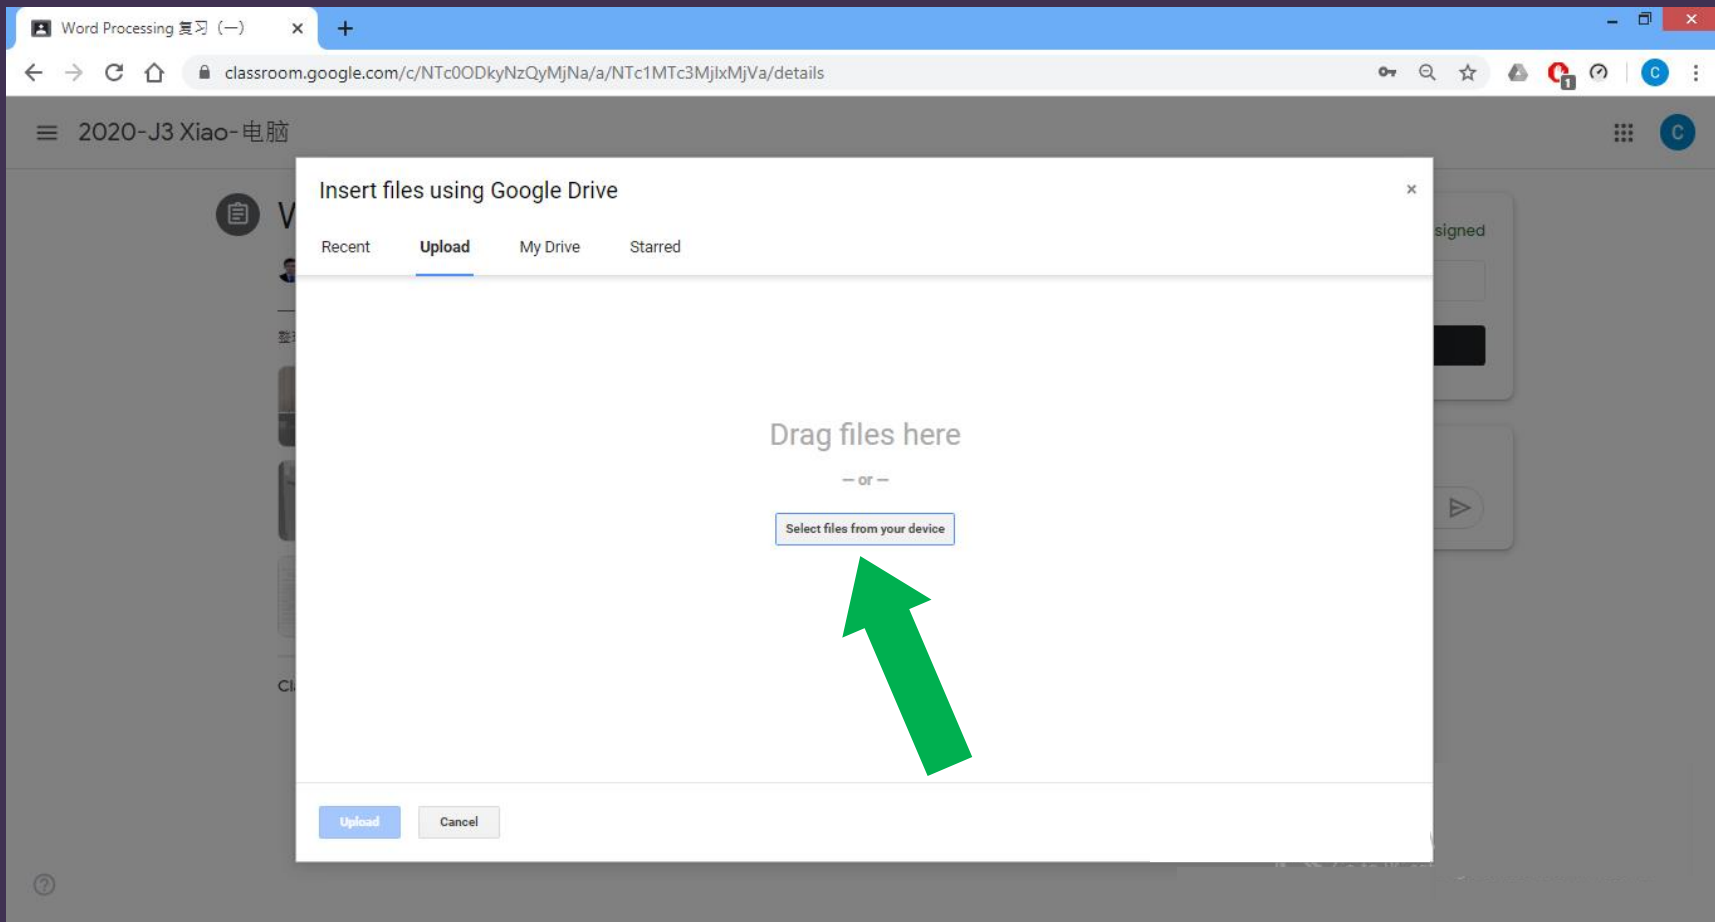 Word Processing 复习（一）
classroom.google.com/c/NTc0ODkyNzQyMjNa/a/NTc1MTc3MjIxMjVa/details
1
C
2020-J3 Xiao-电脑
C
Insert files using Google Drive
signed
Recent Upload My Drive Starred
Drag files here
— or —
Select files from your device
Upload Cancel